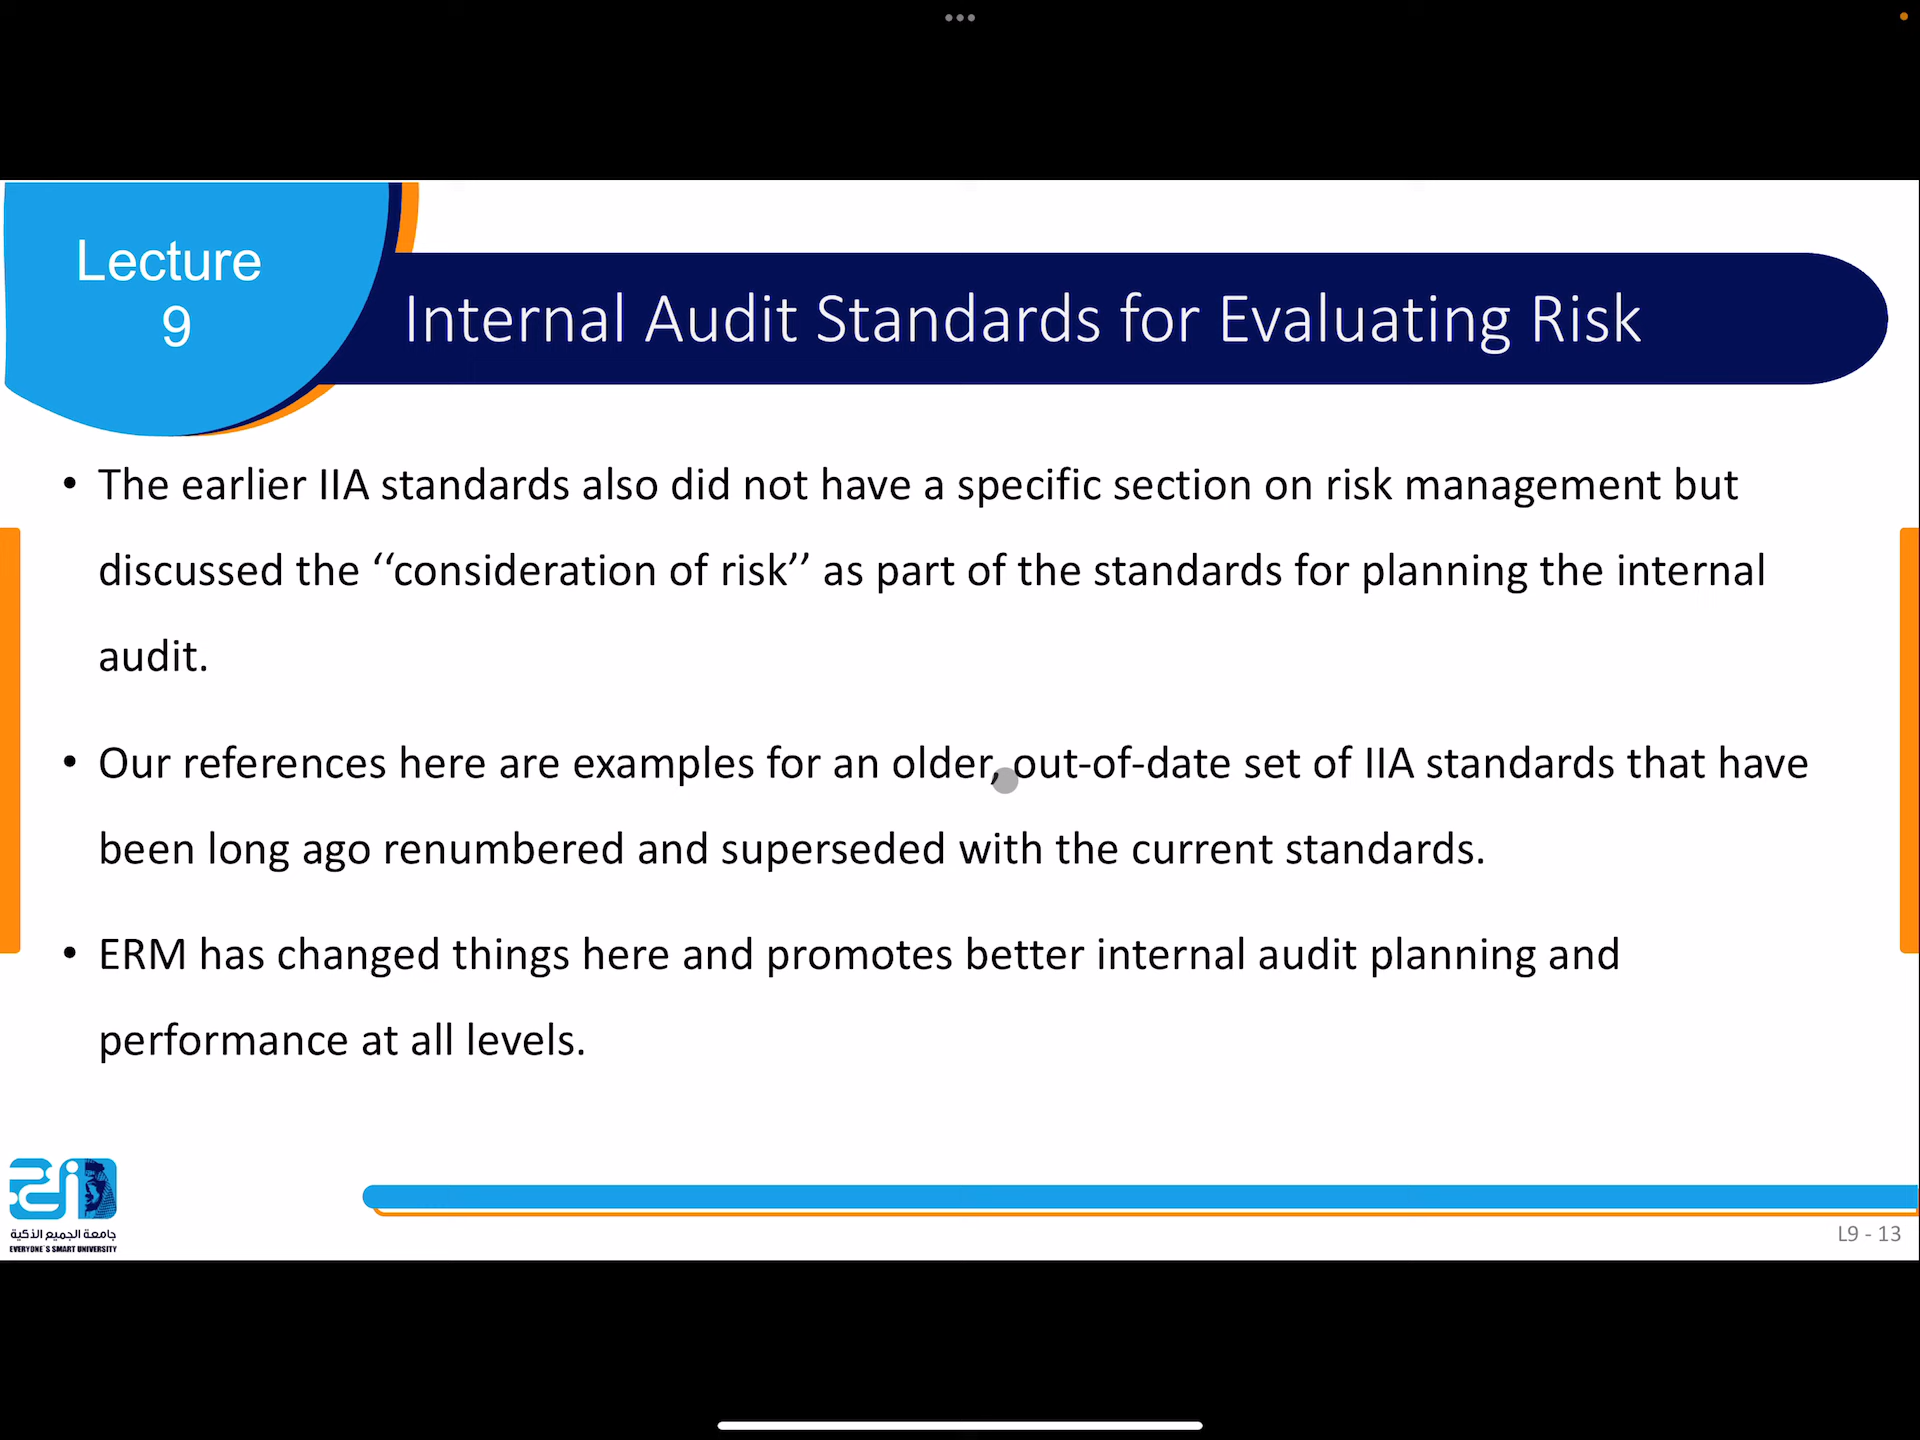 Lecture
9
Internal Audit Standards for Evaluating Risk
• The earlier IIA standards also did not have a specific section on risk management but
discussed the ‘‘consideration of risk’’ as part of the standards for planning the internal
audit.
• Our references here are examples for an older, out-of-date set of IIA standards that have
been long ago renumbered and superseded with the current standards.
• ERM has changed things here and promotes better internal audit planning and
performance at all levels.
جامعة الجميع الذكية
EVERYONE`S SMART UNIVERSITY
L9 - 13